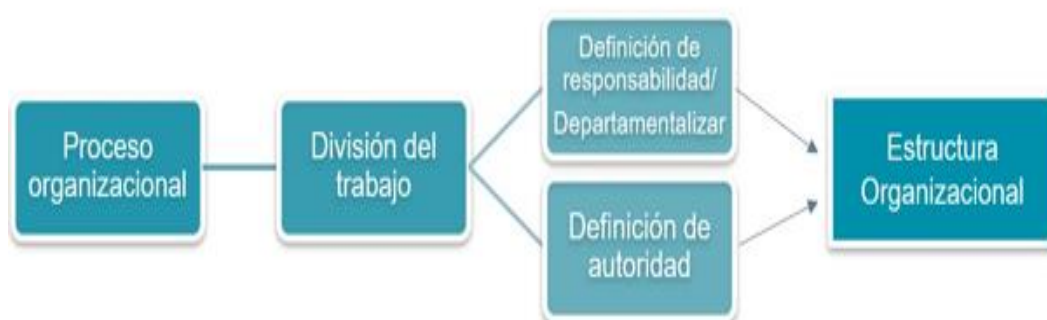 Proceso
organizacional
División del
trabajo
Definición de
responsabilidad/
Departamentalizar
Definición de
autoridad
Estructura
Organizacional